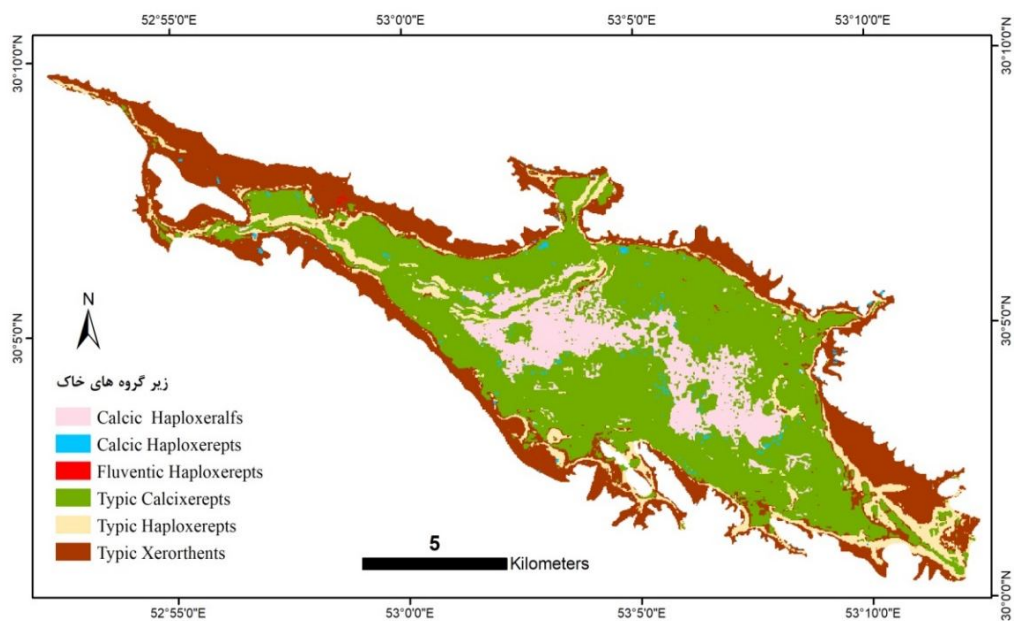 52°55'0"E 53°0'0"E 53°5'0"E 53°10'0"E
30°10'0"N
30°10'0"N
N
30°5'0"N
30°5'0"N
زیر گروه های خاک
Calcic Haploxeralfs
Calcic Haploxerepts
Fluventic Haploxerepts
Typic Calcixerepts
Typic Haploxerepts
Typic Xerorthents
5
Kilometers
30°0'0"N
52°55'0"E 53°0'0"E 53°5'0"E 53°10'0"E